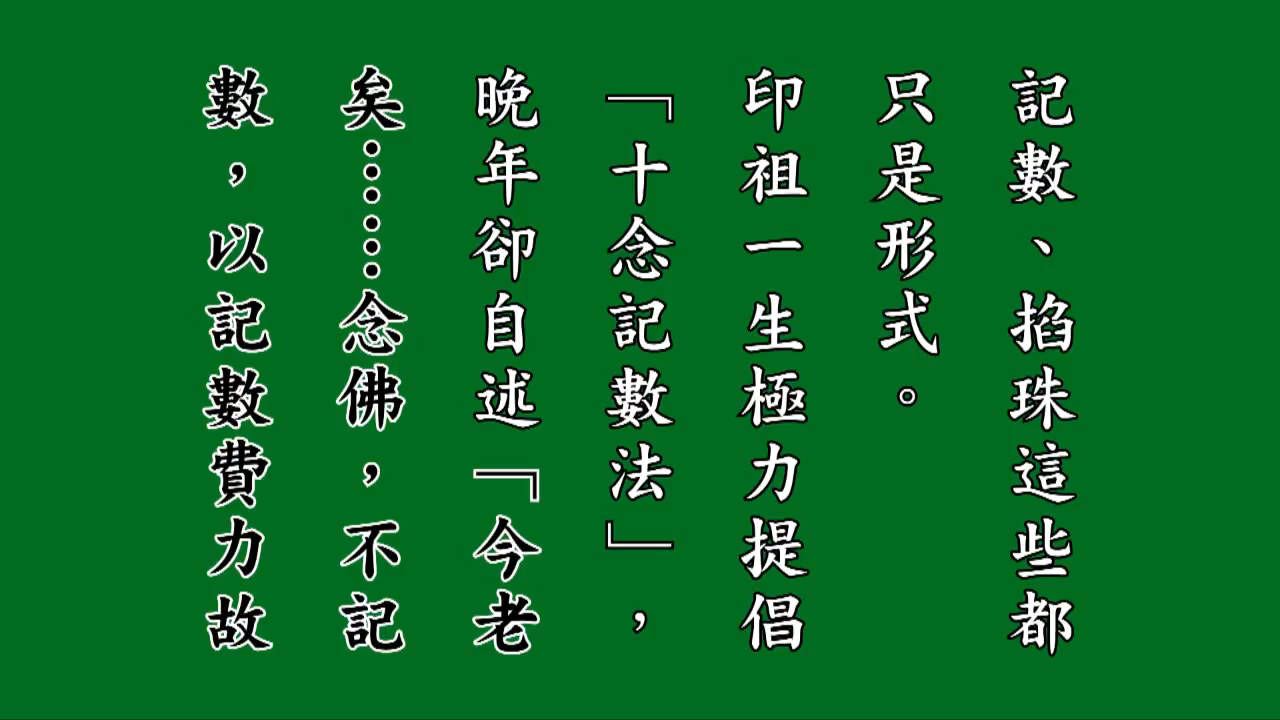 記數、掐珠這些都
只是形式。
印祖一生極力提倡
「十念記數法」，
晚年卻自述「今老
矣⋯⋯念佛，不記
數，以記數費力故